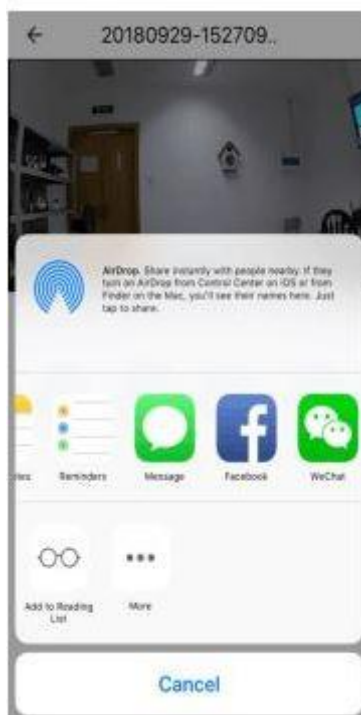 20180929-152709..
AirDrop. Share instantly with people nearby. If they
turn on AirDrop from Control Center on iOS or from
Finder on the Mac, you'll see their names here. Just
tap to share.
Reminders
Message
Facebook
WeChat
Add to Reading
List
More
Cancel